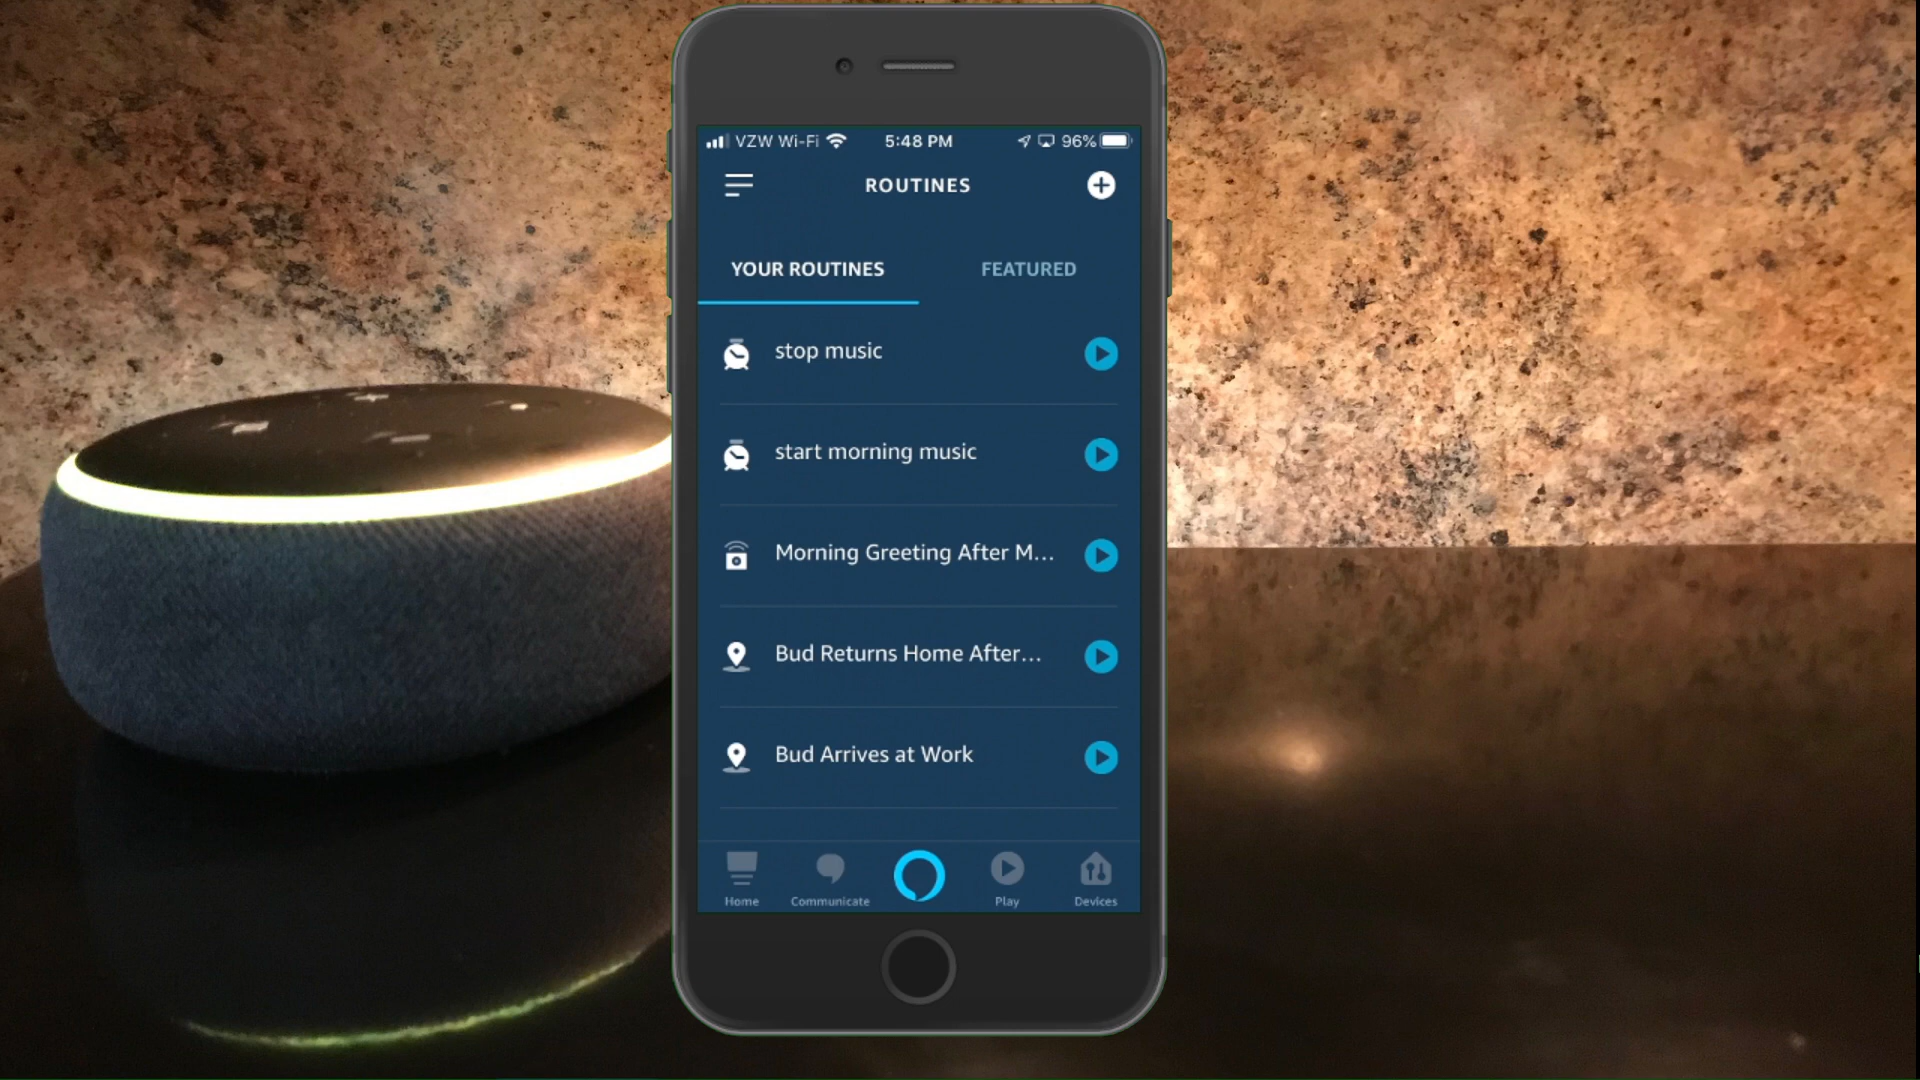 VZW Wi-Fi 5:48 PM 96%
ROUTINES
YOUR ROUTINES FEATURED
stop music
start morning music
Morning Greeting After M...
Bud Returns Home After...
Bud Arrives at Work
Home Communicate Play Devices